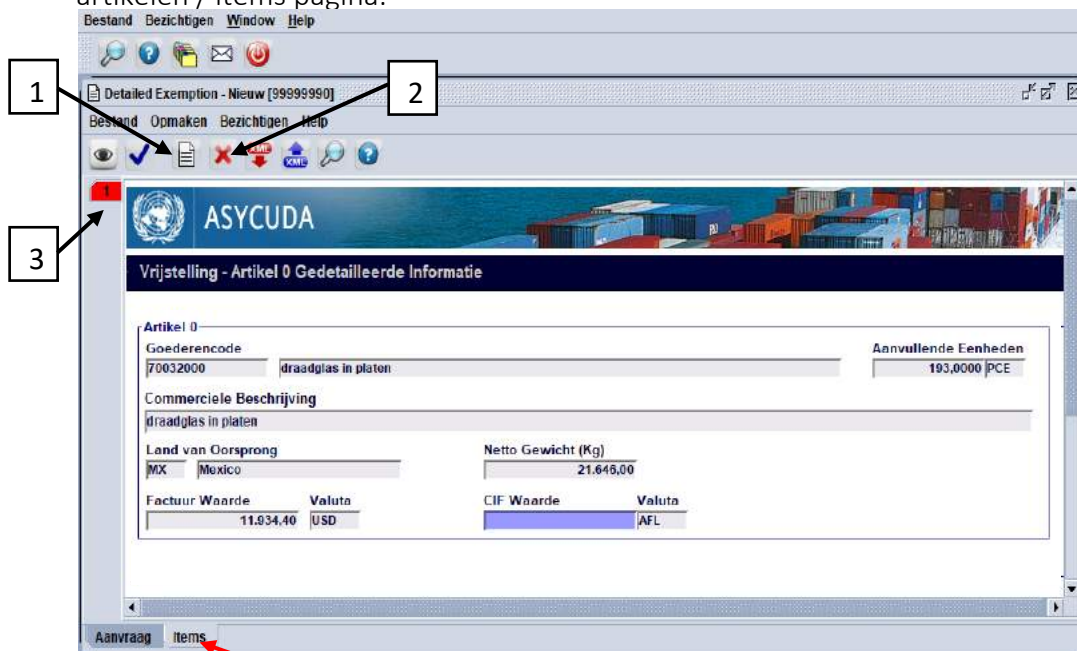 artikelen / items pagina.
Bestand Bezichtigen Window Help
1
2
Detailed Exemption - Nieuw [99999990]
Bestand Opmaken Bezichtigen Help
XML
XML
1
ASYCUDA
3
Vrijstelling - Artikel 0 Gedetailleerde Informatie
Artikel 0
Goederencode Aanvullende Eenheden
70032000 draadglas in platen 193,0000 PCE
Commerciele Beschrijving
draadglas in platen
Land van Oorsprong Netto Gewicht (Kg)
MX Mexico 21.646,00
Factuur Waarde Valuta CIF Waarde Valuta
11.934,40 USD AFL
Aanvraag Items